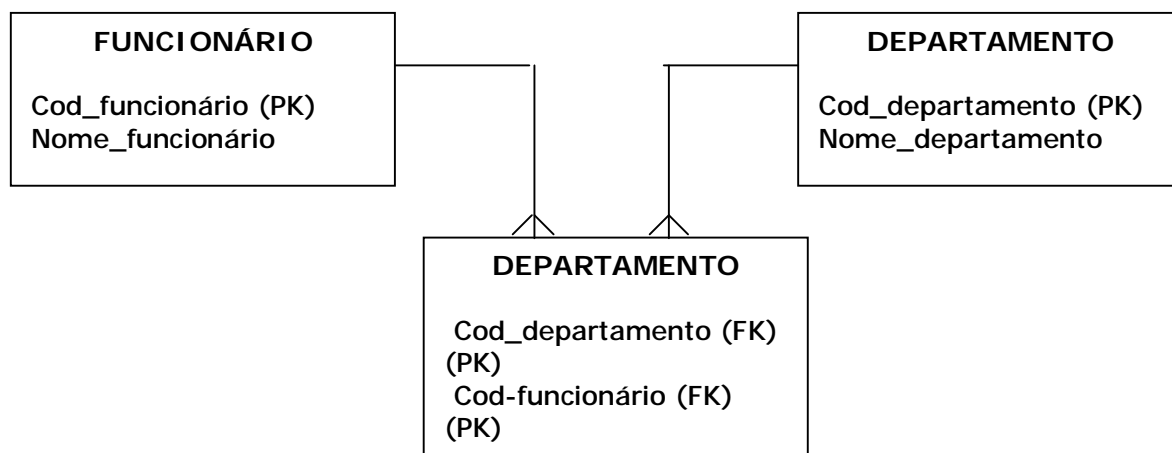 FUNCIONÁRIO
Cod_funcionário (PK)
Nome_funcionário
DEPARTAMENTO
Cod_departamento (PK)
Nome_departamento
DEPARTAMENTO
Cod_departamento (FK)
(PK)
Cod-funcionário (FK)
(PK)